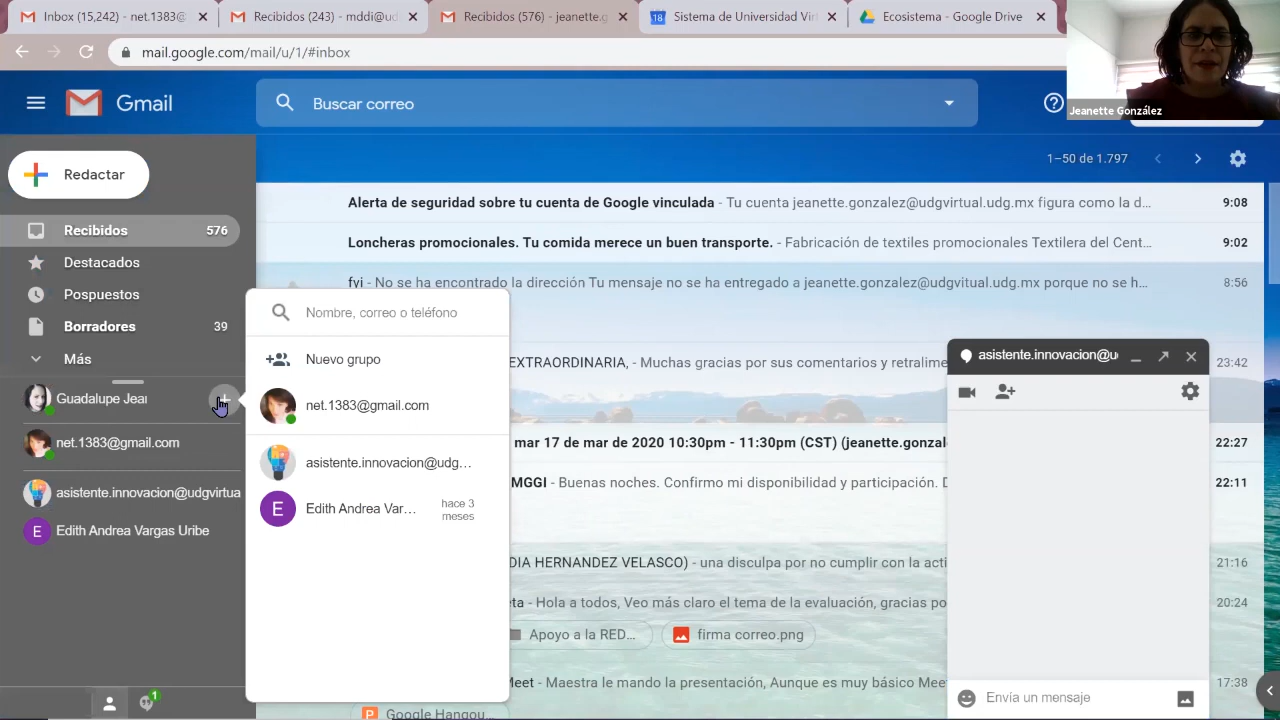 Inbox (15,242) - net.1383@
Recibidos (243) - mddi@ud
Recibidos (576) - jeanette.g
18 Sistema de Universidad Vir
Ecosistema - Google Drive
mail.google.com/mail/u/1/#inbox
Jeanette González
Gmail
Buscar correo
Redactar
1–50 de 1.797
Recibidos 576
Destacados
Pospuestos
Borradores 39
Más
Guadalupe Jear
net.1383@gmail.com
asistente.innovacion@udgvirtua
E Edith Andrea Vargas Uribe
1
Nombre, correo o teléfono
Nuevo grupo
net.1383@gmail.com
asistente.innovacion@udg…
E Edith Andrea Var… hace 3 meses
Alerta de seguridad sobre tu cuenta de Google vinculada - Tu cuenta jeanette.gonzalez@udgvirtual.udg.mx figura como la d… 9:08
Loncheras promocionales. Tu comida merece un buen transporte. - Fabricación de textiles promocionales Textilera del Cent… 9:02
fyi - No se ha encontrado la dirección Tu mensaje no se ha entregado a jeanette.gonzalez@udgvitual.udg.mx porque no se h… 8:56
EXTRAORDINARIA, - Muchas gracias por sus comentarios y retralime 23:42
mar 17 de mar de 2020 10:30pm - 11:30pm (CST) (jeanette.gonzal 22:27
MGGI - Buenas noches. Confirmo mi disponibilidad y participación. D 22:11
DIA HERNANDEZ VELASCO) - una disculpa por no cumplir con la acti 21:16
eta - Hola a todos, Veo más claro el tema de la evaluación, gracias po 20:24
Apoyo a la RED…
firma correo.png
Meet - Maestra le mando la presentación, Aunque es muy básico Mee 17:38
P Google Hangou…
asistente.innovacion@u
Envía un mensaje